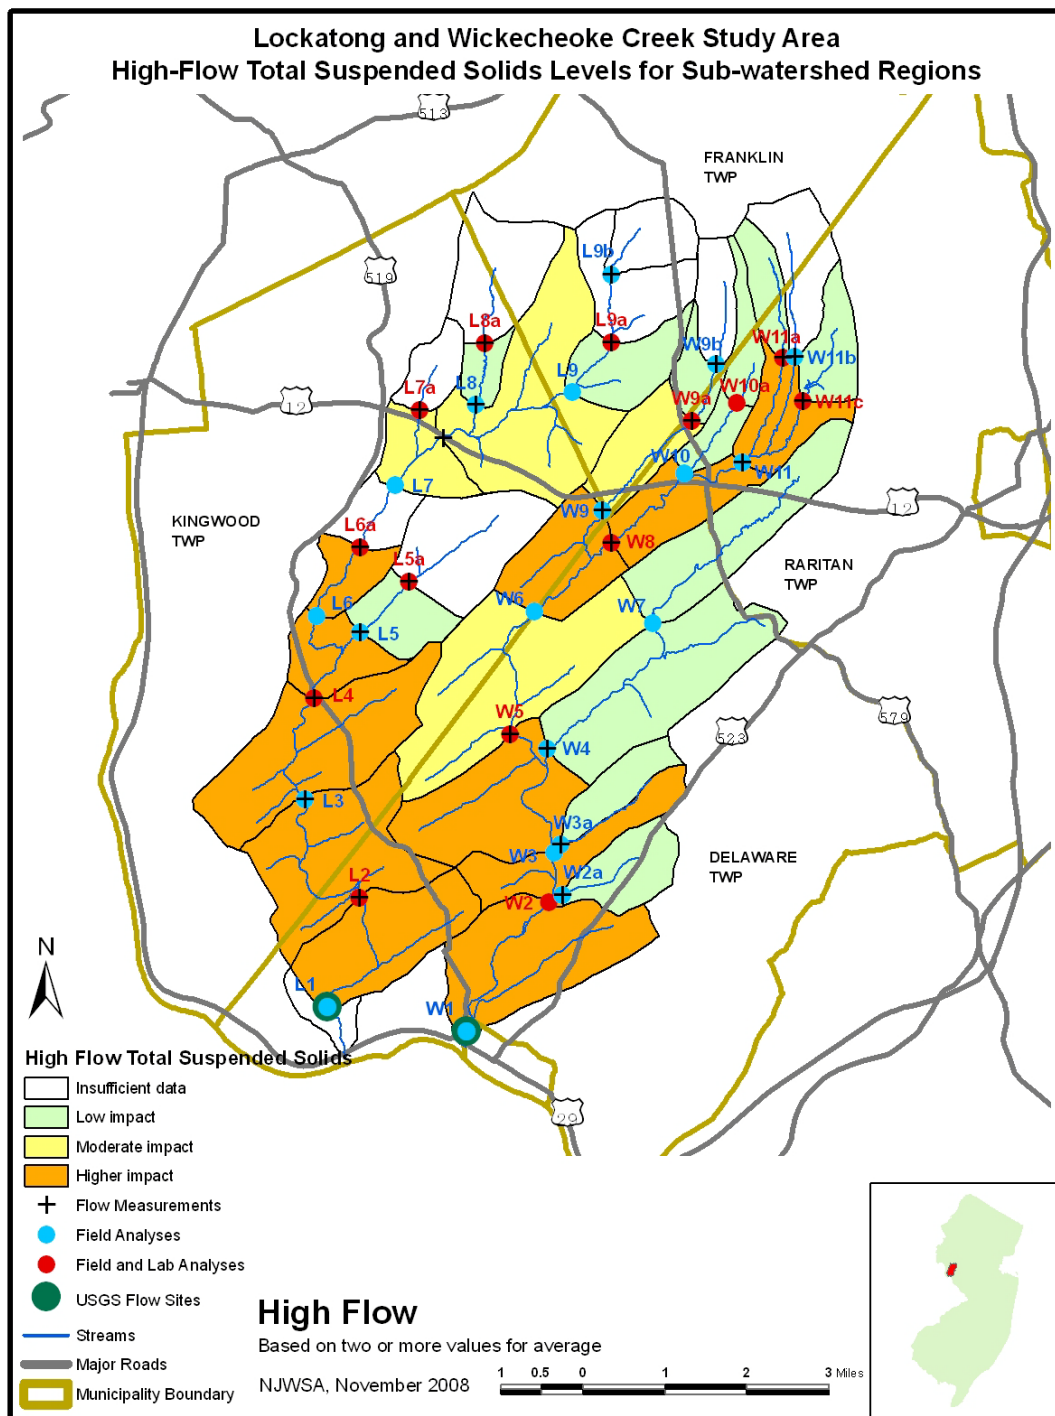 Lockatong and Wickecheoke Creek Study Area
High-Flow Total Suspended Solids Levels for Sub-watershed Regions
513
FRANKLIN
TWP
519
L9b
L8a
L9a
W9b
W11a
W11b
L7a
L8
L9
W10a
W11c
12
W9a
L7
W10
W11
12
KINGWOOD
TWP
W9
L6a
W8
L5a
RARITAN
TWP
L6
L5
W6
W7
L4
W5
W4
579
523
L3
W3a
W3
DELAWARE
TWP
L2
W2a
W2
N
L1
W1
29
High Flow Total Suspended Solids
Insufficient data
Low impact
Moderate impact
Higher impact
Flow Measurements
Field Analyses
Field and Lab Analyses
USGS Flow Sites
Streams
Major Roads
Municipality Boundary
High Flow
Based on two or more values for average
NJWSA, November 2008
1 0.5 0 1 2 3 Miles